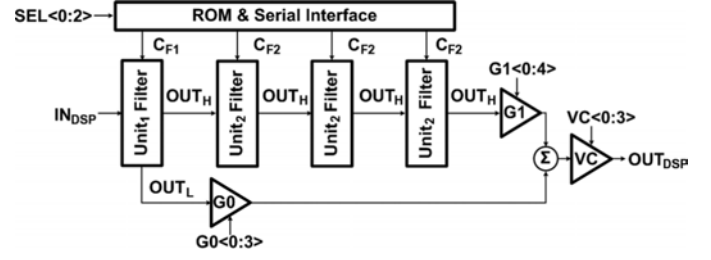 SEL<0:2>
ROM & Serial Interface
CF1
CF2
CF2
CF2
INDSP
Unit1 Filter
OUTH
Unit2 Filter
OUTH
Unit2 Filter
OUTH
Unit2 Filter
OUTH
G1<0:4>
G1
VC<0:3>
Σ
VC
OUTDSP
OUTL
G0
G0<0:3>